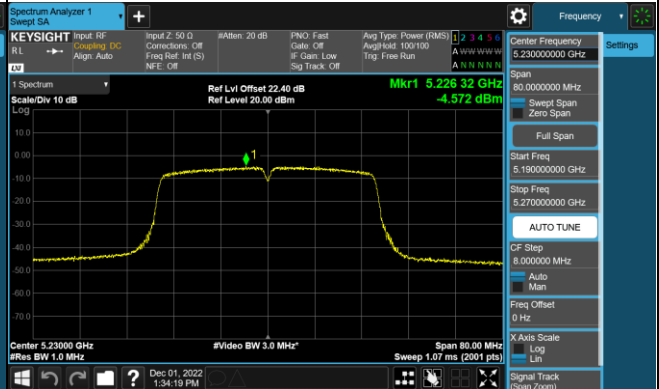 Spectrum Analyzer 1
Swept SA
+
Frequency
KEYSIGHT
Input: RF
Input Z: 50 Ω
#Atten: 20 dB
PNO: Fast
Avg Type: Power (RMS)
1 2 3 4 5 6
R L
Coupling: DC
Corrections: Off
Gate: Off
Avg|Hold: 100/100
A W W W W W
Align: Auto
Freq Ref: Int (S)
IF Gain: Low
Trig: Free Run
NFE: Off
Sig Track: Off
A N N N N N
LXI
1 Spectrum
Ref Lvl Offset 22.40 dB
Mkr1 5.226 32 GHz
Scale/Div 10 dB
Ref Level 20.00 dBm
-4.572 dBm
Log
10.0
0.00
-10.0
-20.0
-30.0
-40.0
-50.0
-60.0
-70.0
1
Center 5.23000 GHz
#Video BW 3.0 MHz*
Span 80.00 MHz
#Res BW 1.0 MHz
Sweep 1.07 ms (2001 pts)
?
Dec 01, 2022
1:34:19 PM
Center Frequency
5.230000000 GHz
Settings
Span
80.0000000 MHz
Swept Span
Zero Span
Full Span
Start Freq
5.190000000 GHz
Stop Freq
5.270000000 GHz
AUTO TUNE
CF Step
8.000000 MHz
Auto
Man
Freq Offset
0 Hz
X Axis Scale
Log
Lin
Signal Track
(Span Zoom)